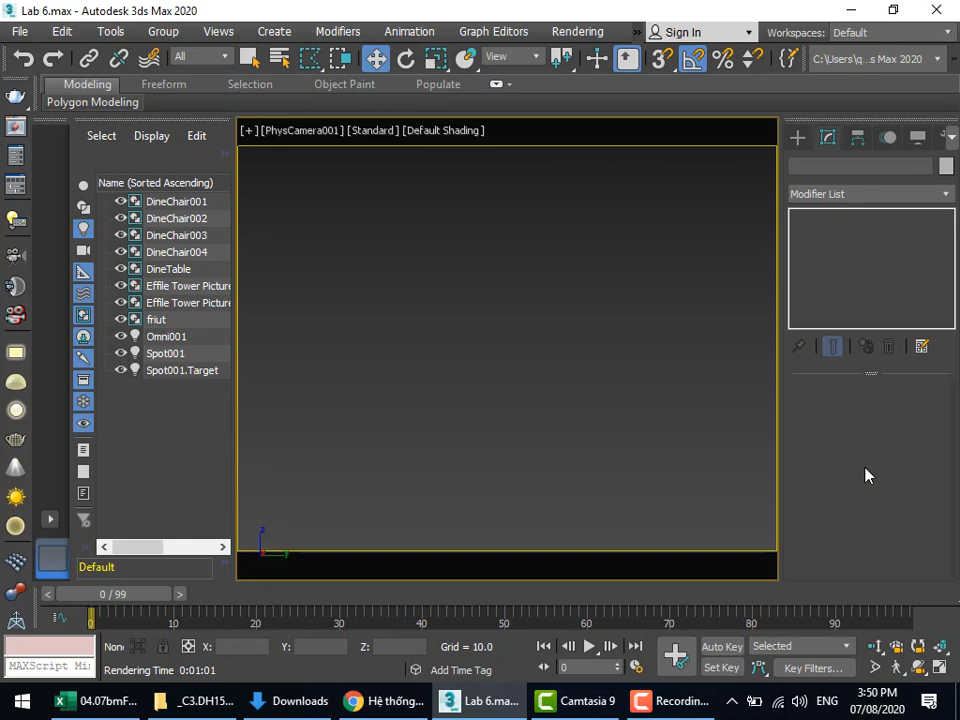 Lab 6.max - Autodesk 3ds Max 2020
File Edit Tools Group Views Create Modifiers Animation Graph Editors Rendering Sign In Workspaces: Default
All View C:\Users\q...s Max 2020
Modeling Freeform Selection Object Paint Populate
Polygon Modeling
Select Display Edit
[+] [PhysCamera001] [Standard] [Default Shading]
Name (Sorted Ascending)
DineChair001
DineChair002
DineChair003
DineChair004
DineTable
Effile Tower Picture
Effile Tower Picture
friut
Omni001
Spot001
Spot001.Target
Modifier List
z
x y
Default
0 / 99
0 10 20 30 40 50 60 70 80 90
None X: Y: Z: Grid = 10.0 Auto Key Selected
MAXScript Mi Rendering Time 0:01:01 Add Time Tag 0 Set Key Key Filters...
04.07bmF... _C3.DH15... Downloads Hệ thống... Lab 6.ma... Camtasia 9 Recordin... ENG 3:50 PM
07/08/2020